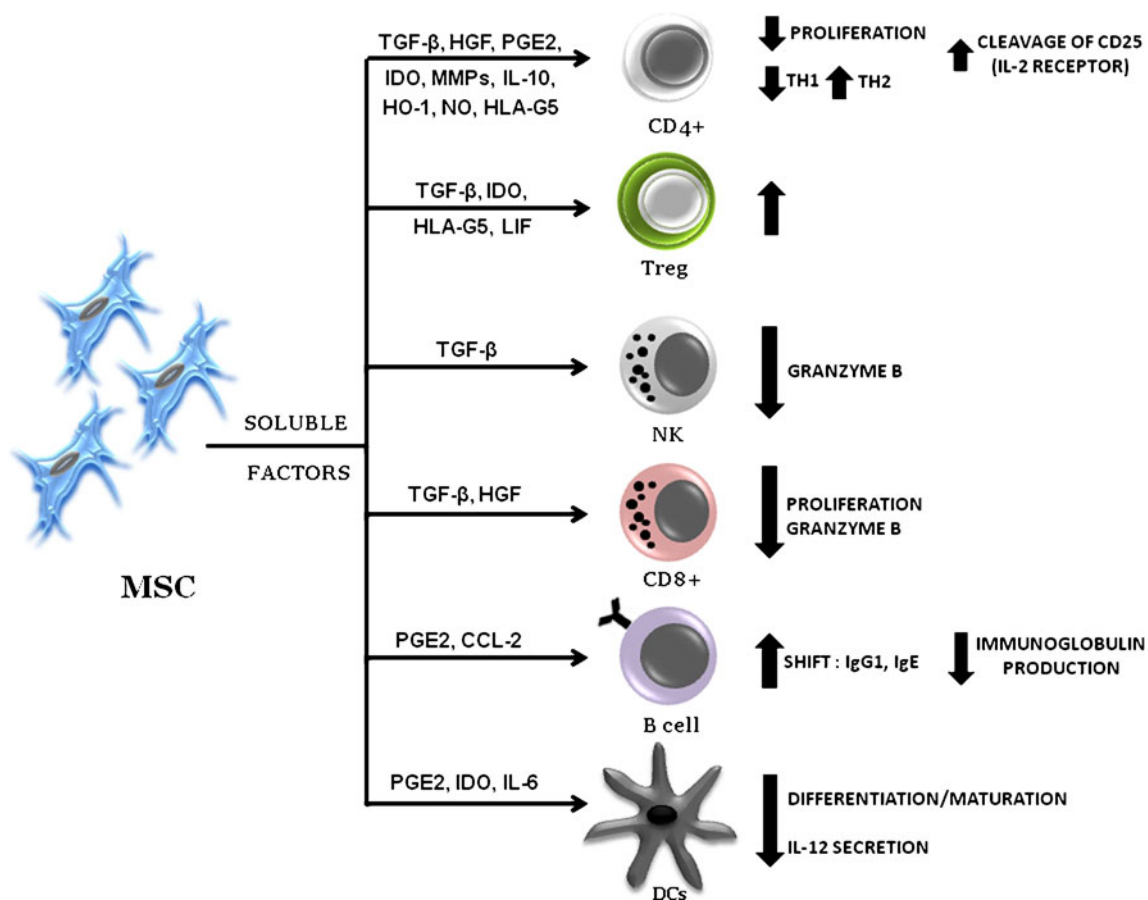 TGF-β, HGF, PGE2,
IDO, MMPs, IL-10,
HO-1, NO, HLA-G5
CD4+
PROLIFERATION
TH1 TH2
CLEAVAGE OF CD25
(IL-2 RECEPTOR)
TGF-β, IDO,
HLA-G5, LIF
Treg
TGF-β
NK
GRANZYME B
SOLUBLE
FACTORS
MSC
TGF-β, HGF
CD8+
PROLIFERATION
GRANZYME B
PGE2, CCL-2
B cell
SHIFT : IgG1, IgE
IMMUNOGLOBULIN
PRODUCTION
PGE2, IDO, IL-6
DCs
DIFFERENTIATION/MATURATION
IL-12 SECRETION